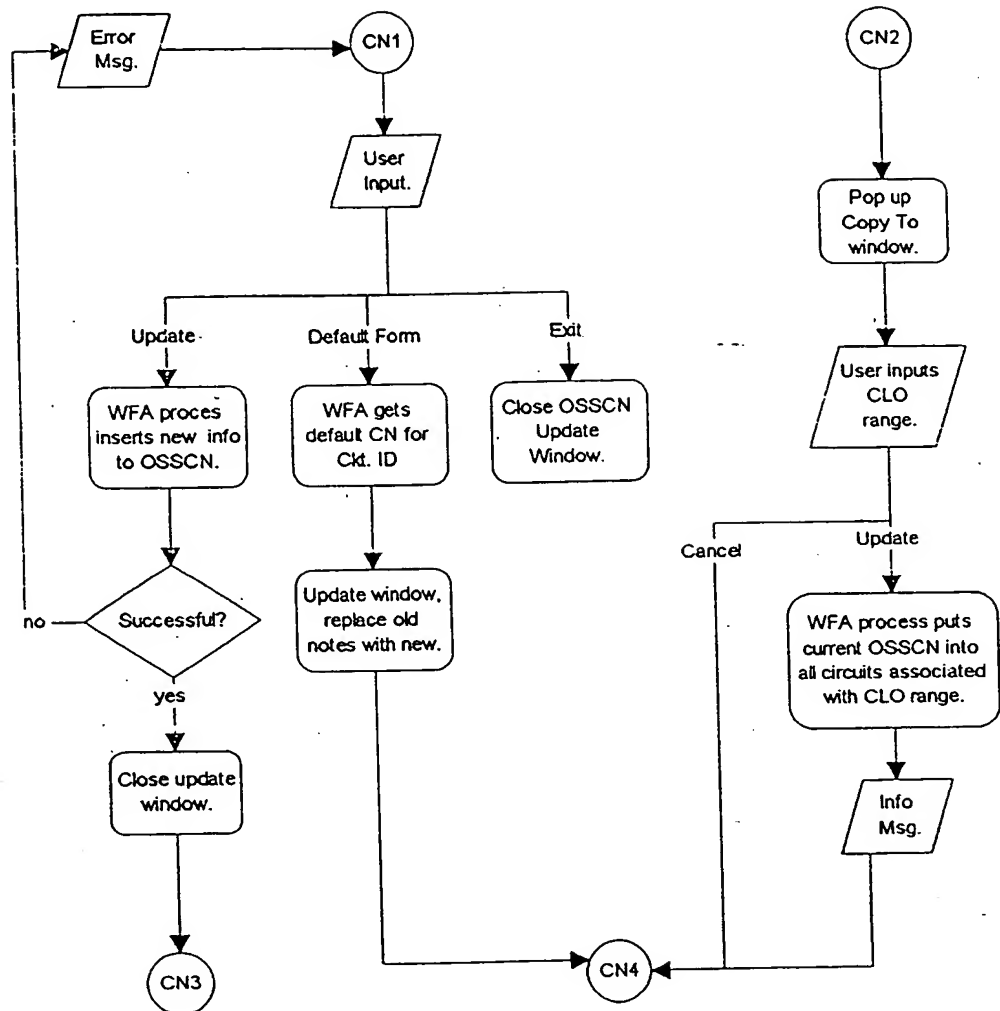 Error
Msg.
CN1
User
Input.
Update
Default Form
Exit
WFA proces
inserts new info
to OSSCN.
WFA gets
default CN for
Ckt. ID
Close OSSCN
Update
Window.
Successful?
no
yes
Update window,
replace old
notes with new.
Close update
window.
CN3
CN2
Pop up
Copy To
window.
User inputs
CLO
range.
Cancel
Update
WFA process puts
current OSSCN into
all circuits associated
with CLO range.
Info
Msg.
CN4